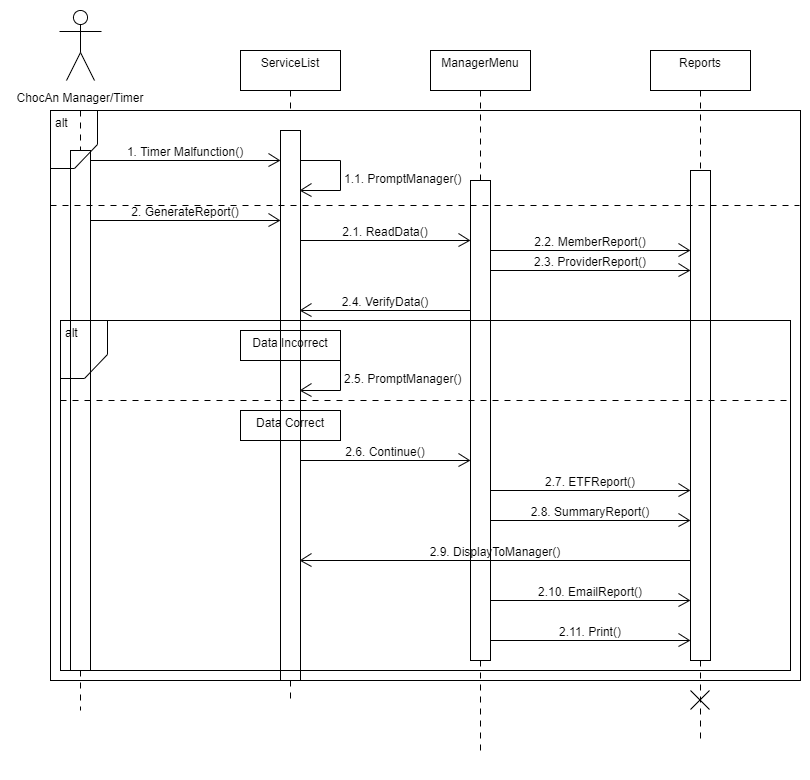 ServiceList
ManagerMenu
Reports
ChocAn Manager/Timer
alt
1. Timer Malfunction()
1.1. PromptManager()
2. GenerateReport()
2.1. ReadData()
2.2. MemberReport()
2.3. ProviderReport()
2.4. VerifyData()
alt
Data Incorrect
2.5. PromptManager()
Data Correct
2.6. Continue()
2.7. ETFReport()
2.8. SummaryReport()
2.9. DisplayToManager()
2.10. EmailReport()
2.11. Print()